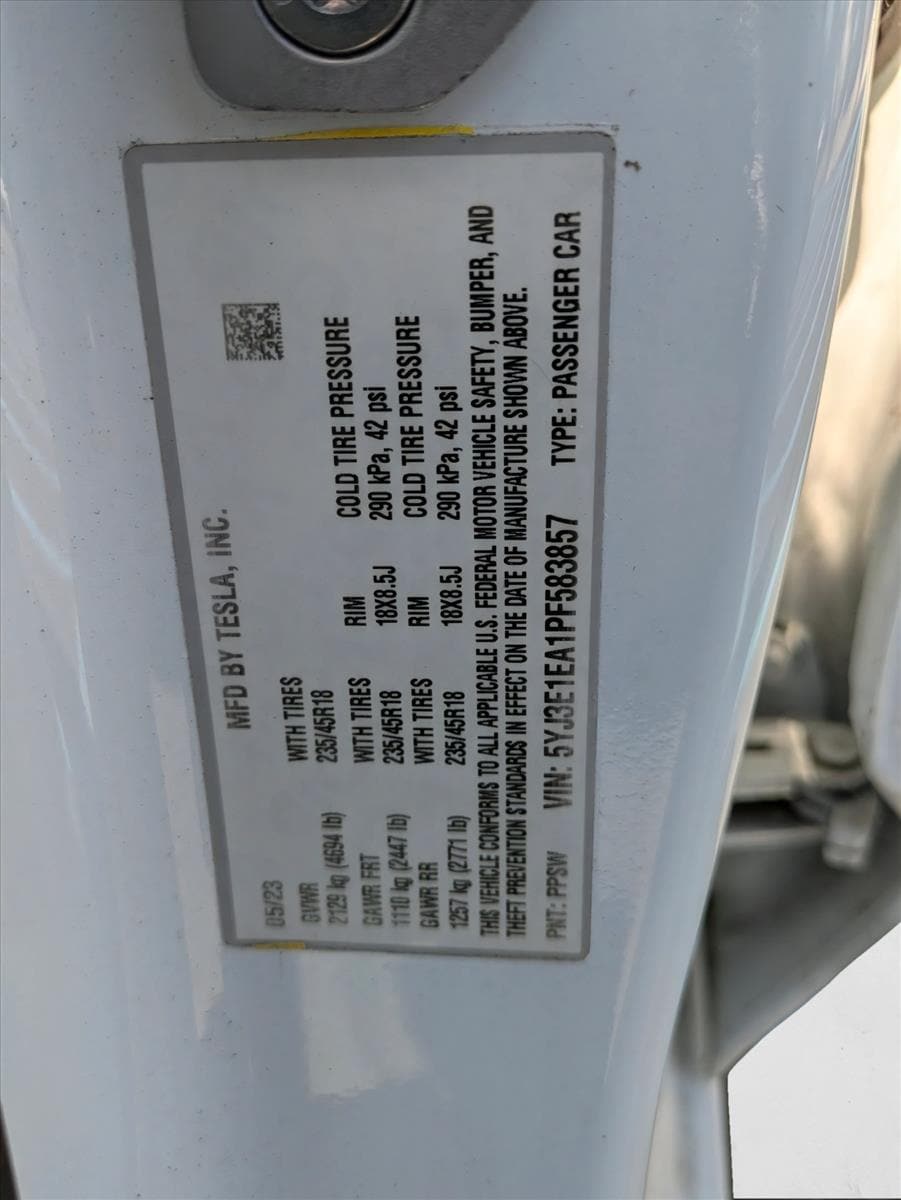 MFD BY TESLA, INC.
05/23
GVWR WITH TIRES
2129 kg (4694 lb) 235/45R18 RIM COLD TIRE PRESSURE
GAWR FRT WITH TIRES 18X8.5J 290 kPa, 42 psi
1110 kg (2447 lb) 235/45R18 RIM COLD TIRE PRESSURE
GAWR RR WITH TIRES 18X8.5J 290 kPa, 42 psi
1257 kg (2771 lb) 235/45R18
THIS VEHICLE CONFORMS TO ALL APPLICABLE U.S. FEDERAL MOTOR VEHICLE SAFETY, BUMPER, AND
THEFT PREVENTION STANDARDS IN EFFECT ON THE DATE OF MANUFACTURE SHOWN ABOVE.
PNT: PPSW VIN: 5YJ3E1EA1PF583857 TYPE: PASSENGER CAR